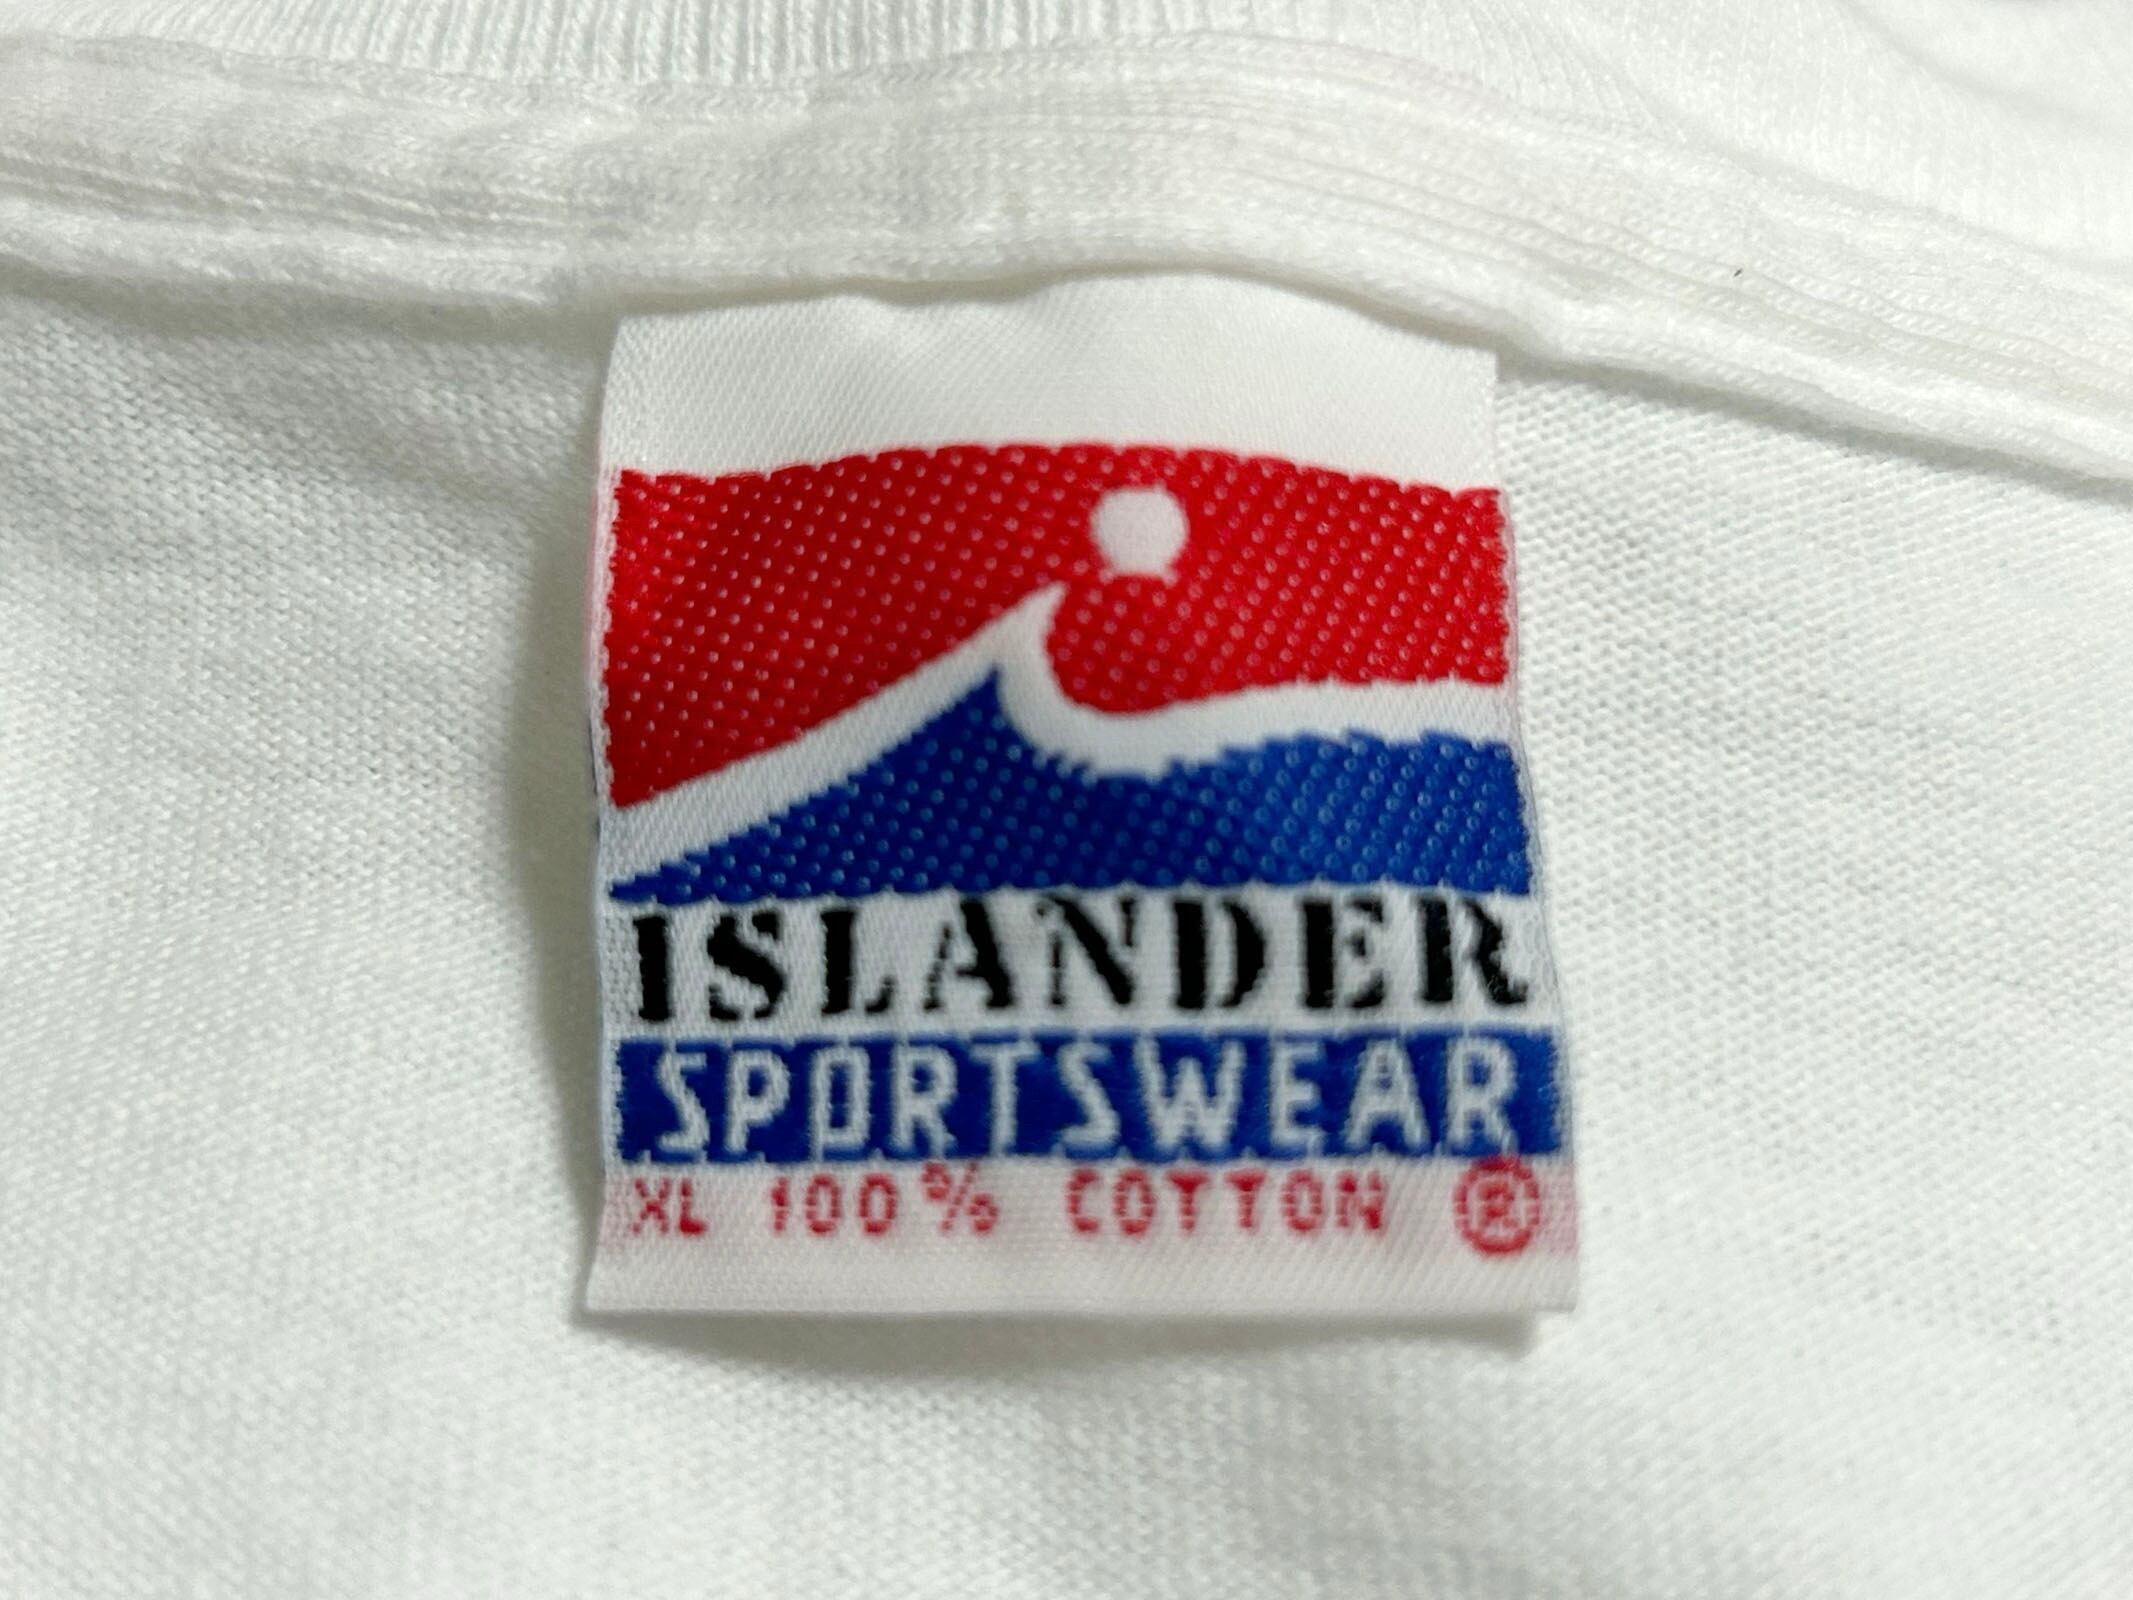 ISLANDER
SPORTSWEAR
XL 100% COTTON ®